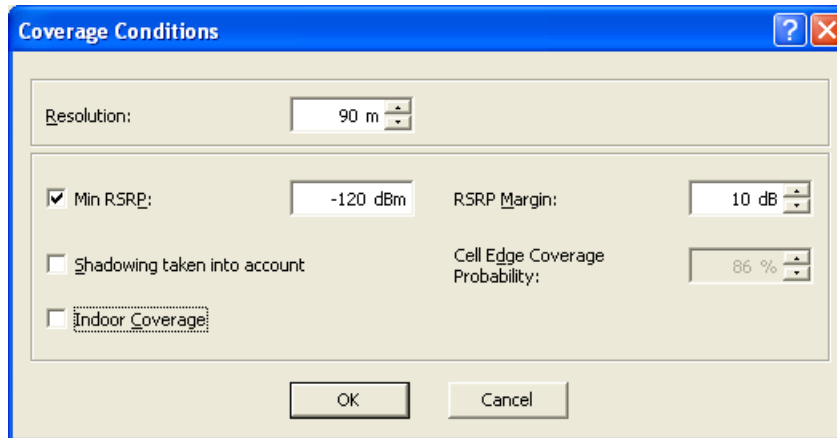 Coverage Conditions
Resolution: 90 m
Min RSRP: -120 dBm RSRP Margin: 10 dB
Shadowing taken into account Cell Edge Coverage
Probability: 86 %
Indoor Coverage
OK Cancel